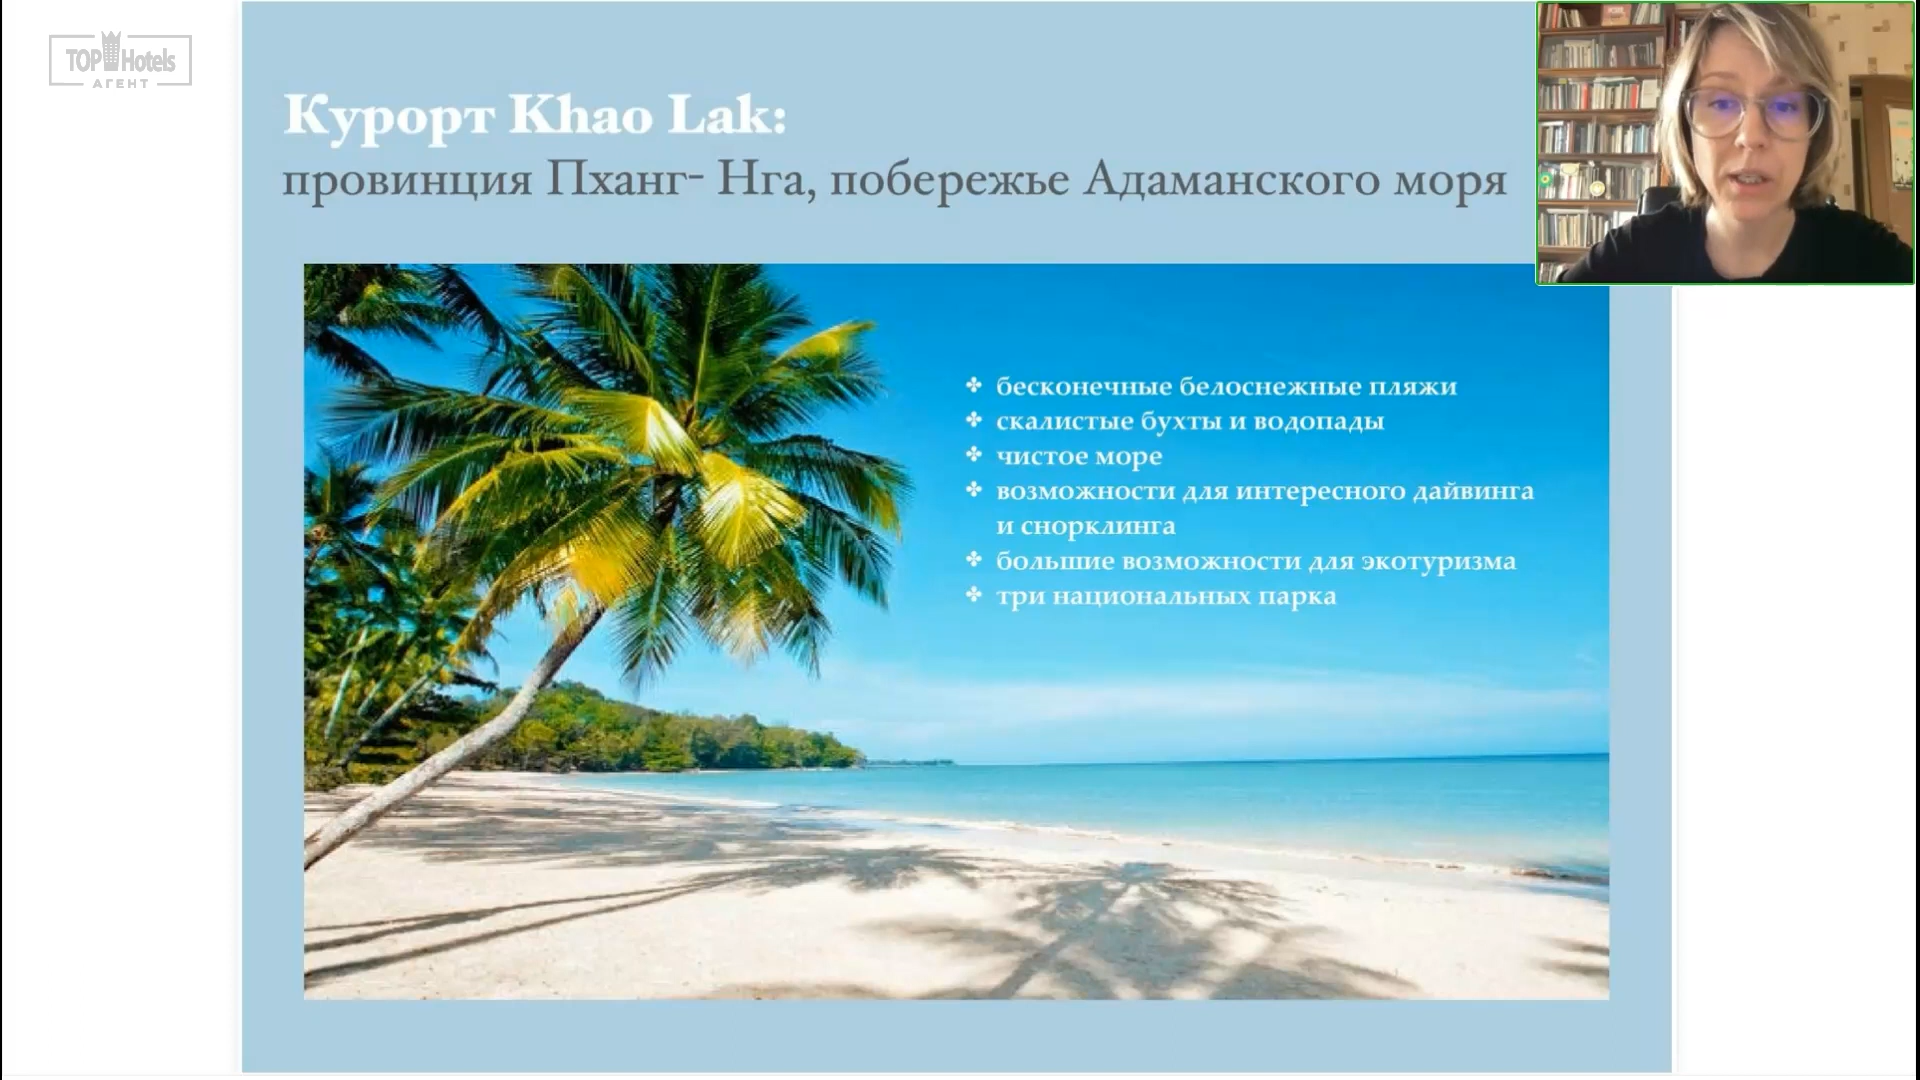 TOP Hotels
АГЕНТ
Курорт Khao Lak:
провинция Пханг- Нга, побережье Адаманского моря
✤ бесконечные белоснежные пляжи
✤ скалистые бухты и водопады
✤ чистое море
✤ возможности для интересного дайвинга
и снорклинга
✤ большие возможности для экотуризма
✤ три национальных парка